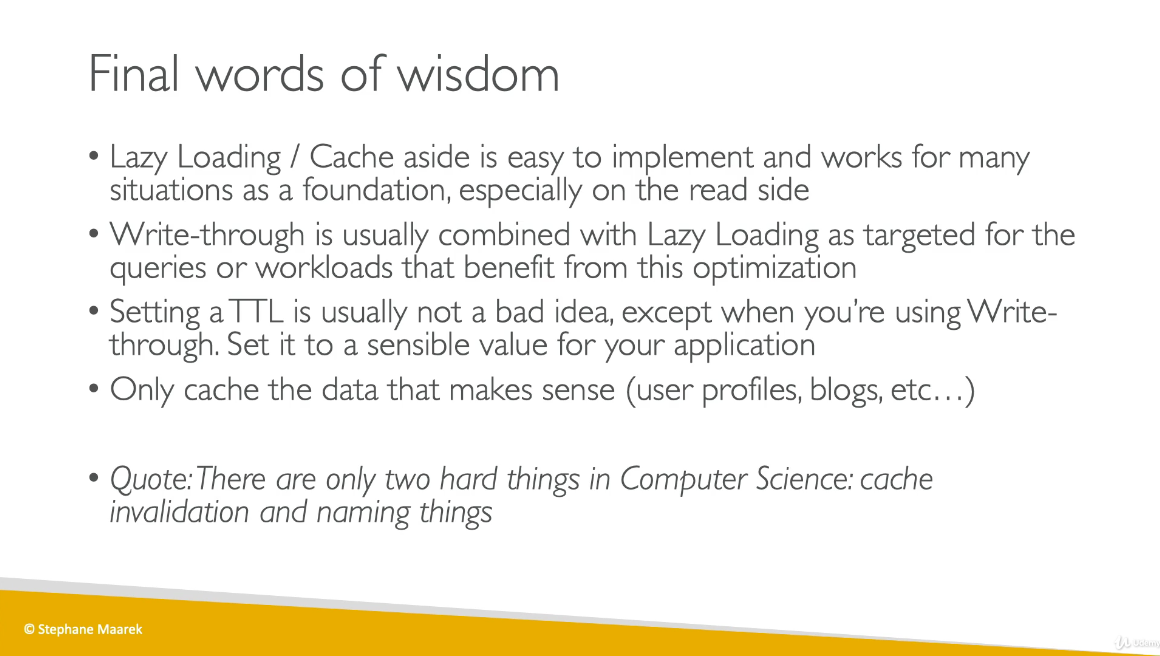 Final words of wisdom
• Lazy Loading / Cache aside is easy to implement and works for many
situations as a foundation, especially on the read side
• Write-through is usually combined with Lazy Loading as targeted for the
queries or workloads that benefit from this optimization
• Setting a TTL is usually not a bad idea, except when you’re using Write-
through. Set it to a sensible value for your application
• Only cache the data that makes sense (user profiles, blogs, etc…)
• Quote: There are only two hard things in Computer Science: cache
invalidation and naming things
© Stephane Maarek
Udemy